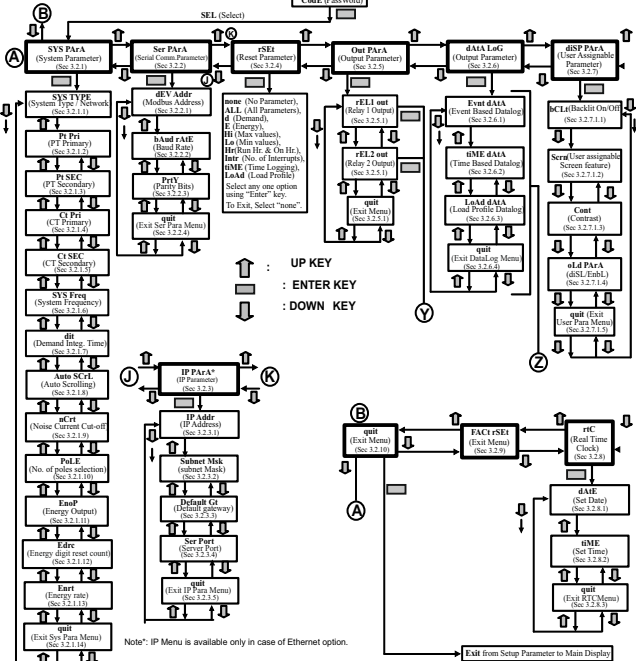 CodE (Password)
SEL (Select)
B
K
A
SYS PArA
(System Parameter)
(Sec 3.2.1)
Ser PArA
(Serial Comm.Parameter)
(Sec 3.2.2)
rSEt
(Reset Parameter)
(Sec 3.2.4)
Out PArA
(Output Parameter)
(Sec 3.2.5)
dAtA LoG
(Output Parameter)
(Sec 3.2.6)
diSP PArA
(User Assignable
Parameter)
(Sec 3.2.7)
J
SYS TYPE
(System Type / Network
(Sec 3.2.1.1)
Pt Pri
(PT Primary)
(Sec 3.2.1.2)
Pt SEC
(PT Secondary)
(Sec 3.2.1.3)
Ct Pri
(CT Primary)
(Sec 3.2.1.4)
Ct SEC
(CT Secondary)
(Sec 3.2.1.5)
SYS Freq
(System Frequency)
(Sec 3.2.1.6)
dit
(Demand Integ. Time)
(Sec 3.2.1.7)
Auto SCrL
(Auto Scrolling)
(Sec 3.2.1.8)
nCrt
(Noise Current Cut-off)
(Sec 3.2.1.9)
PoLE
(No. of poles selection)
(Sec 3.2.1.10)
EnoP
(Energy Output)
(Sec 3.2.1.11)
Edrc
(Energy digit reset count)
(Sec 3.2.1.12)
Enrt
(Energy rate)
(Sec 3.2.1.13)
quit
(Exit Sys Para Menu)
(Sec 3.2.1.14)
dEV Addr
(Modbus Address)
(Sec 3.2.2.1)
bAud rAtE
(Baud Rate)
(Sec 3.2.2.2)
PrtY
(Parity Bits)
(Sec 3.2.2.3)
quit
(Exit Ser Para Menu)
(Sec 3.2.2.4)
none (No Parameter),
ALL (All Parameters),
d (Demand),
E (Energy),
Hi (Max values),
Lo (Min values),
Hr(Run Hr. & On Hr.),
Intr (No. of Interrupts),
tiME (Time Logging),
LoAd (Load Profile)
Select any one option
using "Enter" key.
To Exit, Select "none".
rEL1 out
(Relay 1 Output)
(Sec 3.2.5.1)
rEL2 out
(Relay 2 Output)
(Sec 3.2.5.1)
quit
(Exit Menu)
(Sec 3.2.5.1)
Y
Evnt dAtA
(Event Based Datalog)
(Sec 3.2.6.1)
tiME dAtA
(Time Based Datalog)
(Sec 3.2.6.2)
LoAd dAtA
(Load Profile Datalog)
(Sec 3.2.6.3)
quit
(Exit DataLog Menu)
(Sec 3.2.6.4)
Z
bCLt(Backlit On/Off)
(Sec 3.2.7.1.1)
Scrn(User assignable
Screen feature)
(Sec 3.2.7.1.2)
Cont
(Contrast)
(Sec 3.2.7.1.3)
oLd PArA
(diSL/EnbL)
(Sec 3.2.7.1.4)
quit (Exit
User Para Menu)
(Sec 3.2.7.1.5)
: UP KEY
: ENTER KEY
: DOWN KEY
J
IP PArA*
(IP Parameter)
(Sec 3.2.3)
K
IP Addr
(IP Address)
(Sec 3.2.3.1)
Subnet Msk
(subnet Mask)
(Sec 3.2.3.2)
Default Gt
(Default gateway)
(Sec 3.2.3.3)
Ser Port
(Server Port)
(Sec 3.2.3.4)
quit
(Exit IP Para Menu)
(Sec 3.2.3.5)
Note*: IP Menu is available only in case of Ethernet option.
B
quit
(Exit Menu)
(Sec 3.2.10)
A
FACt rSEt
(Exit Menu)
(Sec 3.2.9)
rtC
(Real Time
Clock)
(Sec 3.2.8)
dAtE
(Set Date)
(Sec 3.2.8.1)
tiME
(Set Time)
(Sec 3.2.8.2)
quit
(Exit RTCMenu)
(Sec 3.2.8.3)
Exit from Setup Parameter to Main Display